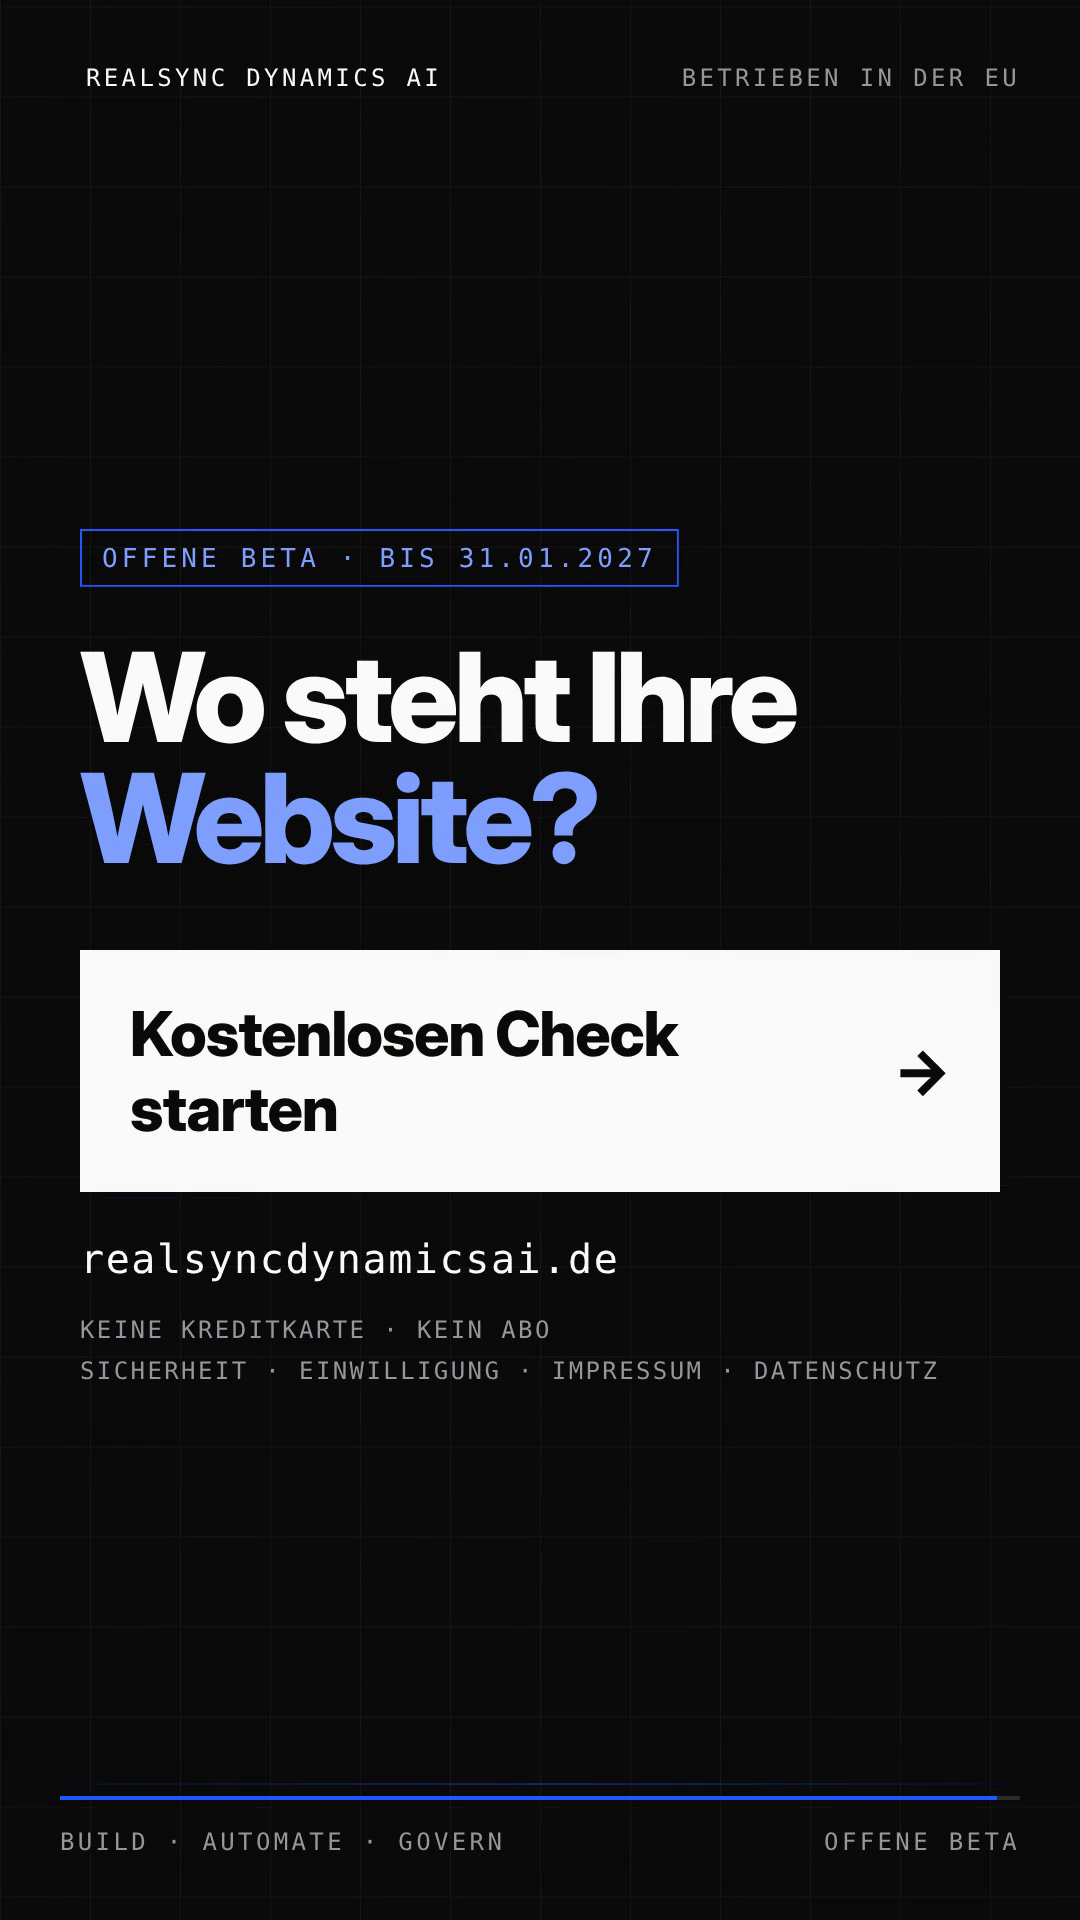 REALSYNC DYNAMICS AI
BETRIEBEN IN DER EU
OFFENE BETA · BIS 31.01.2027
Wo steht Ihre
Website?
Kostenlosen Check
starten
→
realsyncdynamicsai.de
KEINE KREDITKARTE · KEIN ABO
SICHERHEIT · EINWILLIGUNG · IMPRESSUM · DATENSCHUTZ
BUILD · AUTOMATE · GOVERN
OFFENE BETA